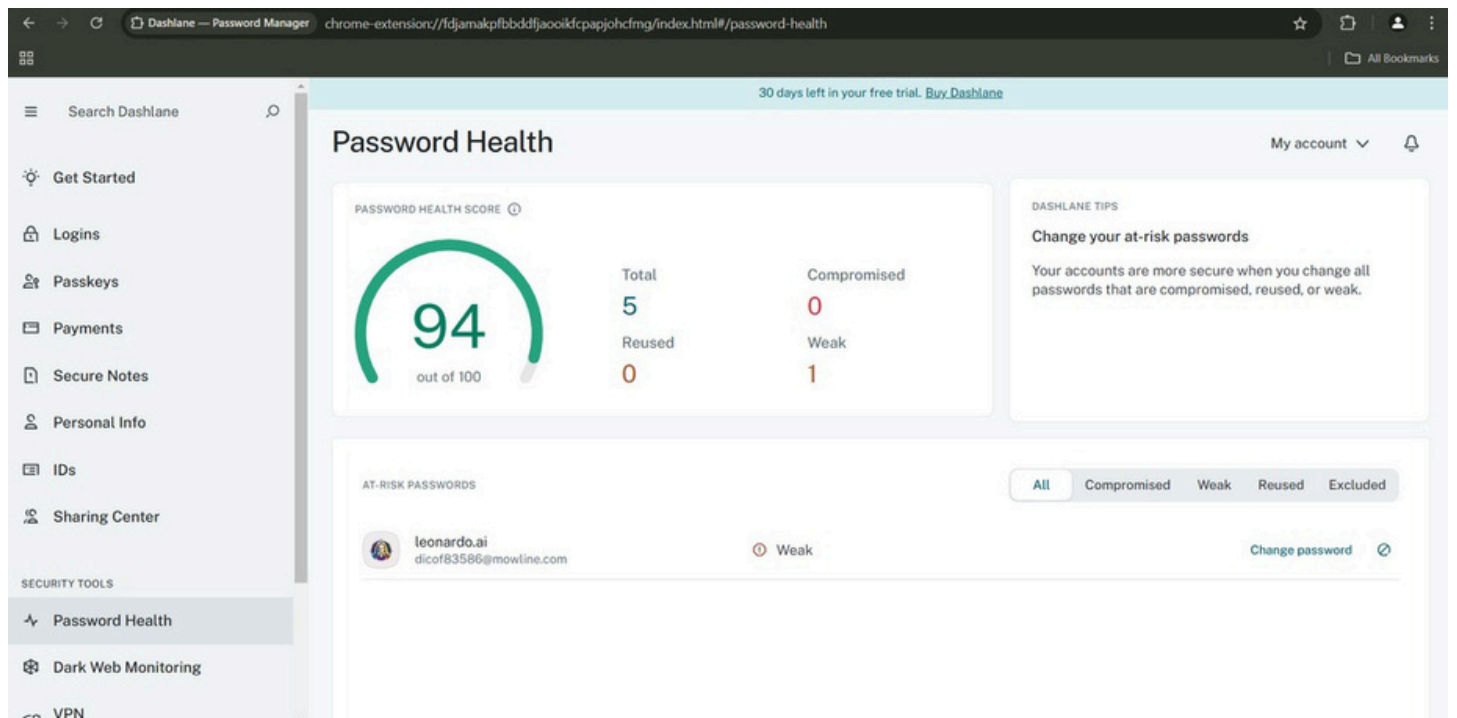 Dashlane — Password Manager
chrome-extension://fdjamakpfbbddfjaooikfcpapjohcfmg/index.html#/password-health
All Bookmarks
Search Dashlane
Get Started
Logins
Passkeys
Payments
Secure Notes
Personal Info
IDs
Sharing Center
SECURITY TOOLS
Password Health
Dark Web Monitoring
VPN
30 days left in your free trial. Buy Dashlane
Password Health
My account
PASSWORD HEALTH SCORE
94
out of 100
Total
5
Compromised
0
Reused
0
Weak
1
DASHLANE TIPS
Change your at-risk passwords
Your accounts are more secure when you change all
passwords that are compromised, reused, or weak.
AT-RISK PASSWORDS
All Compromised Weak Reused Excluded
leonardo.ai
dicof83586@mowline.com
Weak
Change password